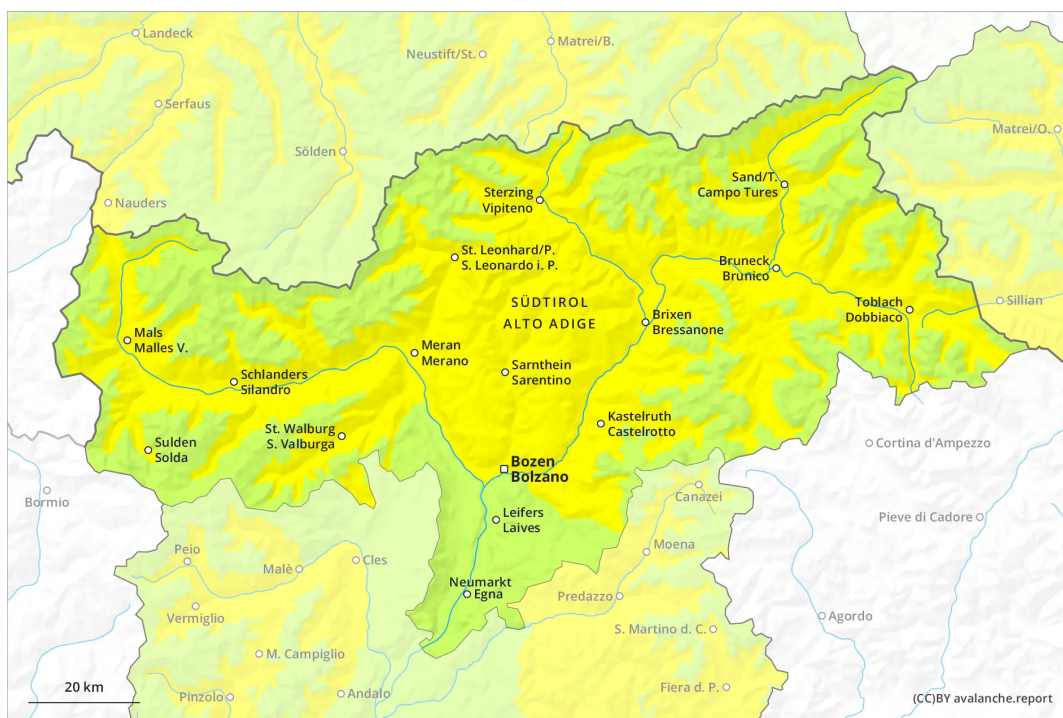 Landeck
Matrei/B.
Neustift/St.
Serfaus
Matrei/O.
Sölden
Sand/T.
Campo Tures
Sterzing
Vipiteno
Nauders
St. Leonhard/P.
S. Leonardo i. P.
Bruneck
Brunico
SÜDTIROL
ALTO ADIGE
Toblach
Dobbiaco
Sillian
Brixen
Bressanone
Mals
Malles V.
Meran
Merano
Sarnthein
Sarentino
Schlanders
Silandro
Kastelruth
Castelrotto
St. Walburg
S. Valburga
Sulden
Solda
Cortina d'Ampezzo
Bozen
Bolzano
Bormio
Canazei
Leifers
Laives
Pieve di Cadore
Peio
Cles
Moena
Malè
Neumarkt
Egna
Predazzo
Vermiglio
Agordo
S. Martino d. C.
M. Campiglio
20 km
Pinzolo
Andalo
Fiera d. P.
(CC)BY avalanche.report